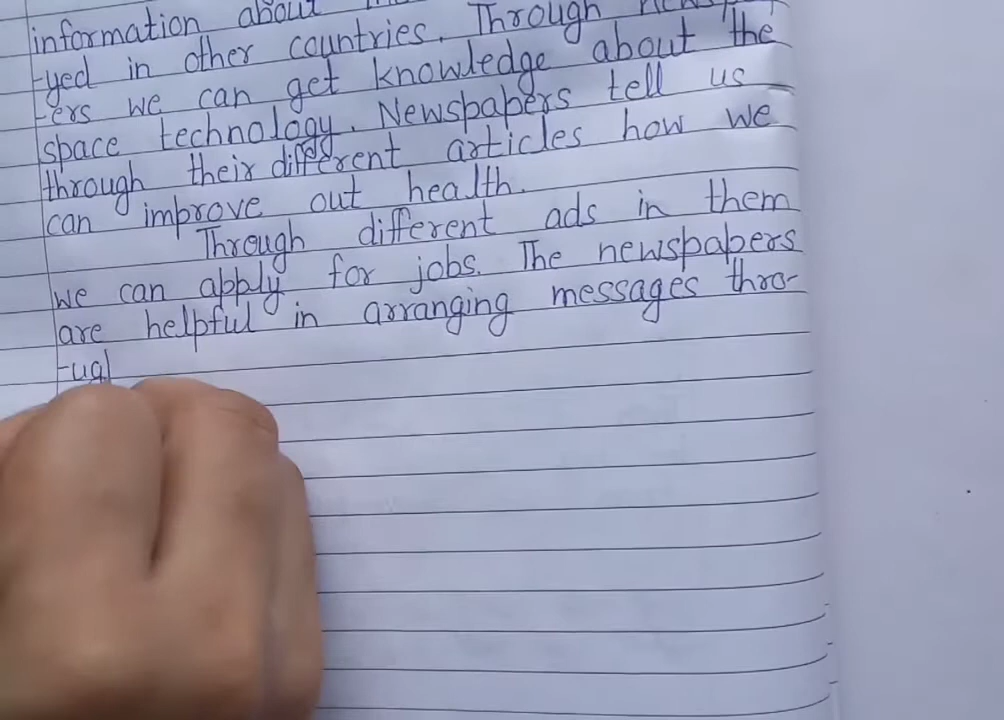 information about
-yed in other countries. Through
-ers we can get knowledge about the
space technology. Newspapers tell us
through their different articles how we
can improve out health.
Through different ads in them
we can apply for jobs. The newspapers
are helpful in arranging messages thro-
-ugh